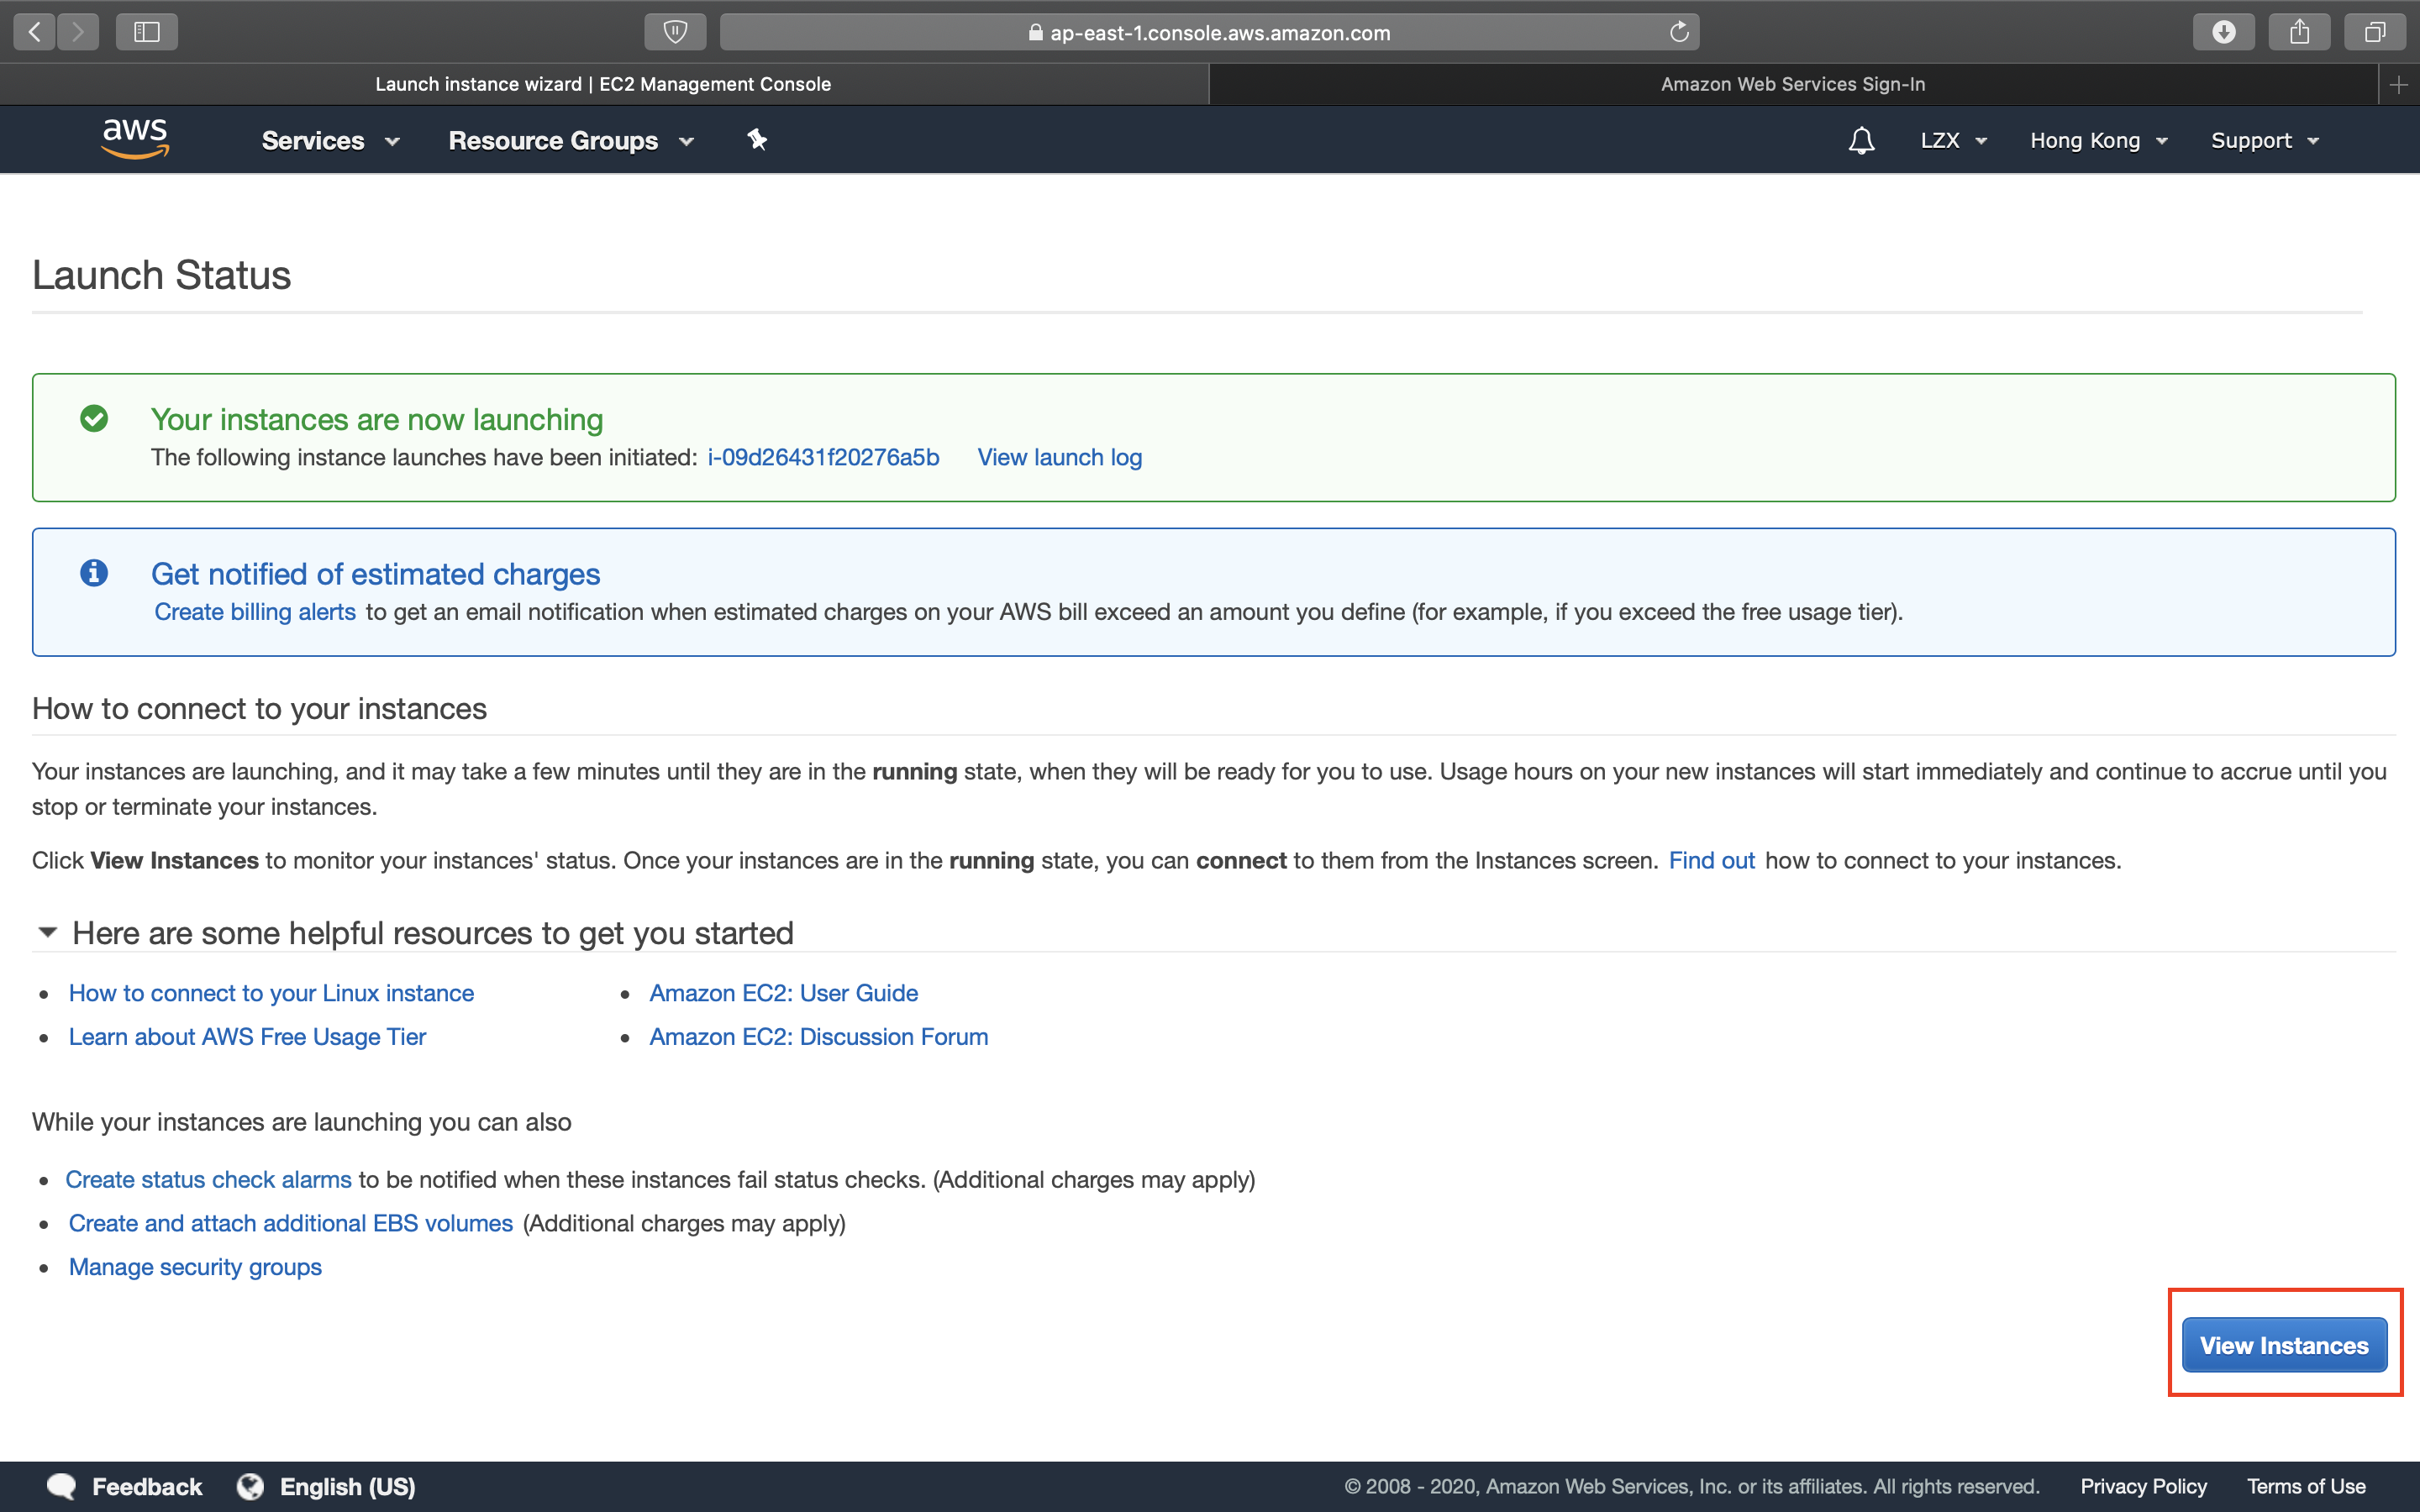 ap-east-1.console.aws.amazon.com
Launch instance wizard | EC2 Management Console
Amazon Web Services Sign-In
aws
Services
Resource Groups
LZX
Hong Kong
Support
Launch Status
Your instances are now launching
The following instance launches have been initiated: i-09d26431f20276a5b View launch log
Get notified of estimated charges
Create billing alerts to get an email notification when estimated charges on your AWS bill exceed an amount you define (for example, if you exceed the free usage tier).
How to connect to your instances
Your instances are launching, and it may take a few minutes until they are in the running state, when they will be ready for you to use. Usage hours on your new instances will start immediately and continue to accrue until you
stop or terminate your instances.
Click View Instances to monitor your instances' status. Once your instances are in the running state, you can connect to them from the Instances screen. Find out how to connect to your instances.
Here are some helpful resources to get you started
How to connect to your Linux instance
Learn about AWS Free Usage Tier
Amazon EC2: User Guide
Amazon EC2: Discussion Forum
While your instances are launching you can also
Create status check alarms to be notified when these instances fail status checks. (Additional charges may apply)
Create and attach additional EBS volumes (Additional charges may apply)
Manage security groups
View Instances
Feedback
English (US)
© 2008 - 2020, Amazon Web Services, Inc. or its affiliates. All rights reserved.
Privacy Policy
Terms of Use